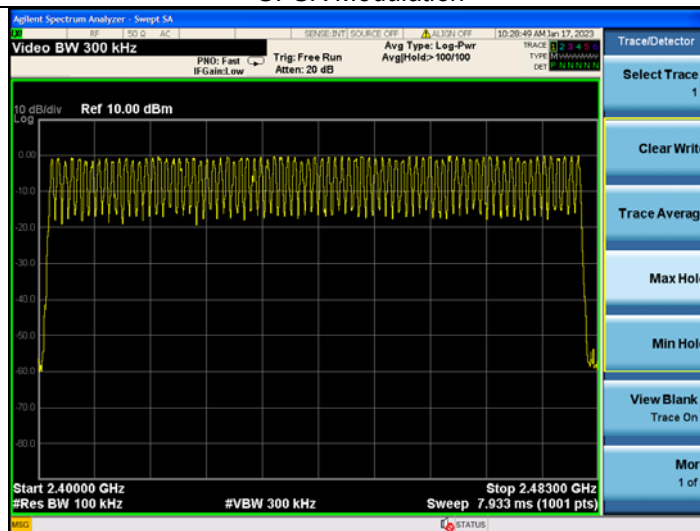 Agilent Spectrum Analyzer - Swept SA
RF 50 Ω AC SENSE:INT SOURCE OFF ALIGN OFF 10:28:49 AM Jan 17, 2023
Video BW 300 kHz
Avg Type: Log-Pwr
TRACE 1 2 3 4 5 6
PNO: Fast Trig: Free Run Avg|Hold:> 100/100
IFGain:Low Atten: 20 dB
DET P N N N N N
10 dB/div Ref 10.00 dBm
Log
0.00
-10.0
-20.0
-30.0
-40.0
-50.0
-60.0
-70.0
-80.0
Start 2.40000 GHz Stop 2.48300 GHz
#Res BW 100 kHz #VBW 300 kHz Sweep 7.933 ms (1001 pts)
MSG STATUS
Trace/Detector
Select Trace
1
Clear Write
Trace Averag
Max Hol
Min Hol
View Blank
Trace On
Mor
1 of